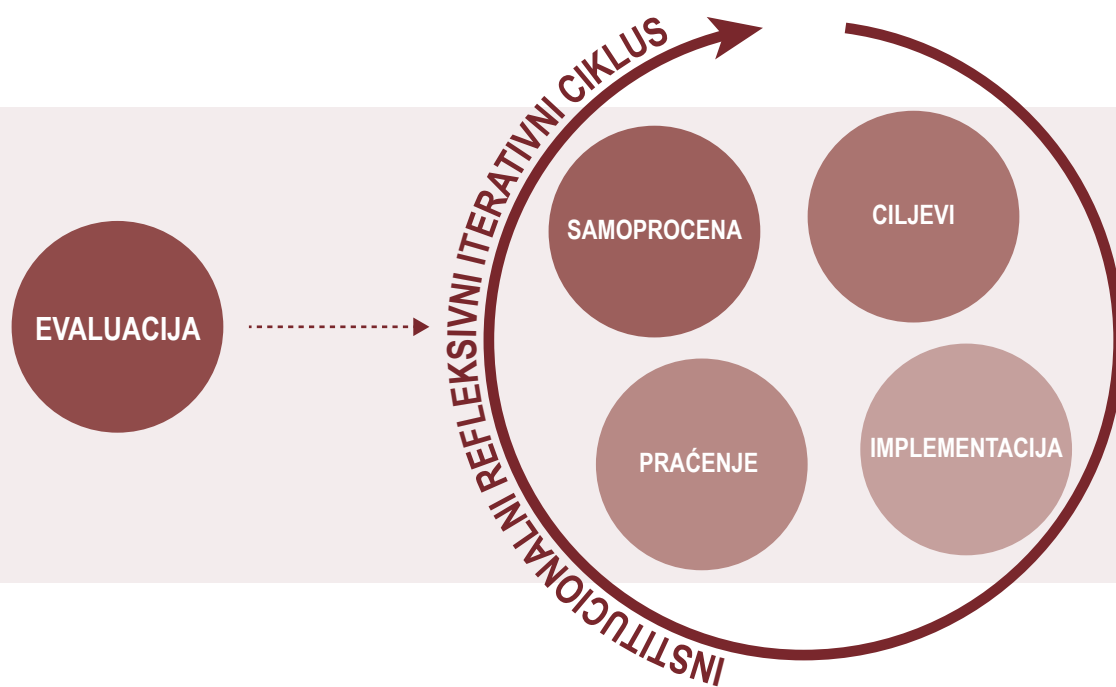 EVALUACIJA
INSTITUCIONALNI REFLEKSIVNI ITERATIVNI CIKLUS
SAMOPROCENA
CILJEVI
PRAĆENJE
IMPLEMENTACIJA